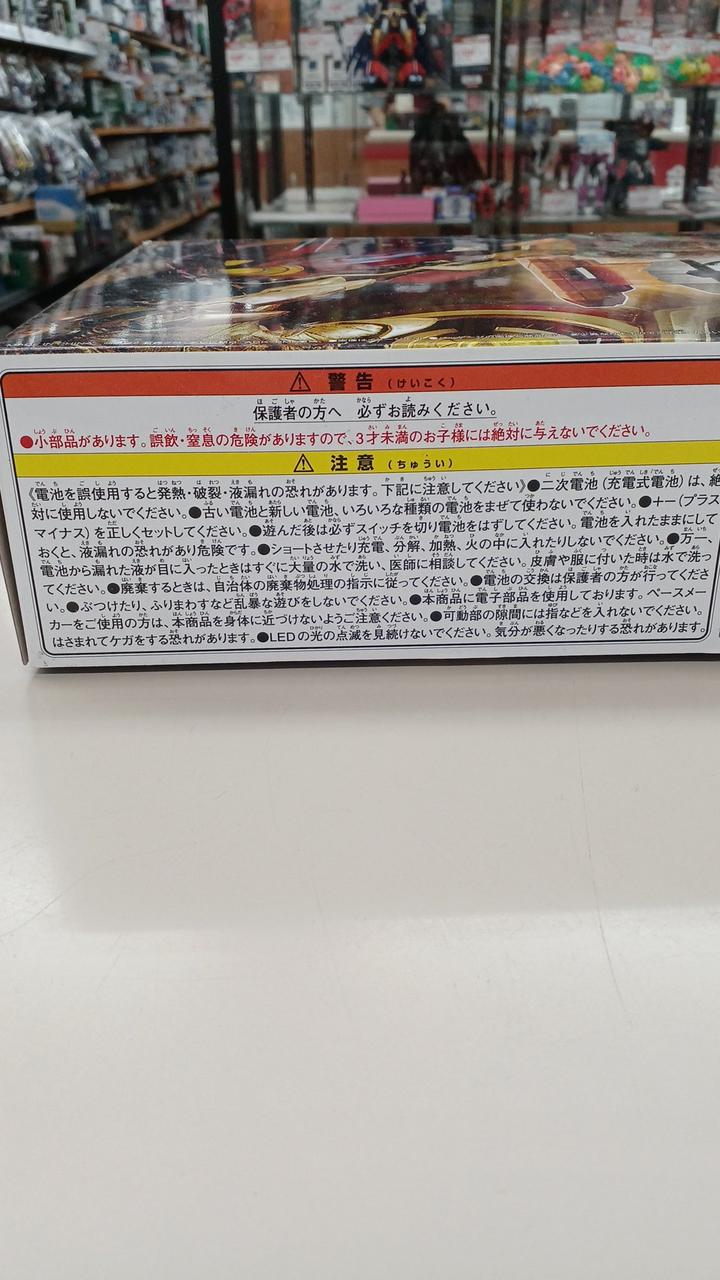 警告（けいこく）
保護者の方へ 必ずお読みください。
●小部品があります。誤飲・窒息の危険がありますので、3才未満のお子様には絶対に与えないでください。
注意（ちゅうい）
《電池を誤使用すると発熱・破裂・液漏れの恐れがあります。下記に注意してください》●二次電池（充電式電池）は、絶
対に使用しないでください。●古い電池と新しい電池、いろいろな種類の電池をまぜて使わないでください。●＋－（プラス
マイナス）を正しくセットしてください。●遊んだ後は必ずスイッチを切り電池をはずしてください。電池を入れたままにして
おくと、液漏れの恐れがあり危険です。●ショートさせたり充電、分解、加熱、火の中に入れたりしないでください。●万一、
電池から漏れた液が目に入ったときはすぐに大量の水で洗い、医師に相談してください。皮膚や服に付いた時は水で洗っ
てください。●廃棄するときは、自治体の廃棄物処理の指示に従ってください。●電池の交換は保護者の方が行ってくださ
い。●ぶつけたり、ふりまわすなど乱暴な遊びをしないでください。●本商品に電子部品を使用しております。ペースメー
カーをご使用の方は、本商品を身体に近づけないようご注意ください。●可動部の隙間には指などを入れないでください。
はさまれてケガをする恐れがあります。●LEDの光の点滅を見続けないでください。気分が悪くなったりする恐れがあります。